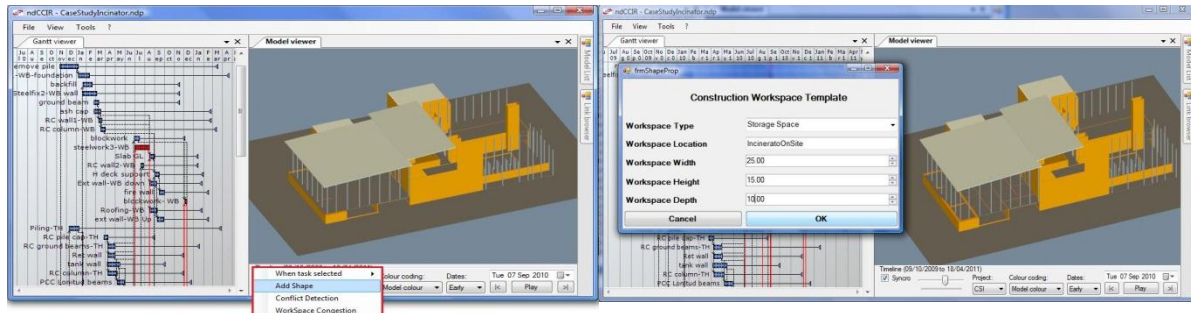 ndCCIR - CaseStudyIncinator.ndp
File View Tools ?
Gantt viewer
Model viewer
Model List
Link browser
emove pile
-WB-foundation
backfill
Steelfix2-WB wall
ground beam
ash cap
RC wall1-WB
RC column-WB
blockwork
steelwork3-WB
Slab GL
RC wall2-WB
H deck support
Ext wall-WB down
fire wall
blockwork- WB
Roofing-WB
ext wall-WB Up
Piling-TH
RC pile cap-TH
RC ground beams-TH
Ret wall
tank wall
RC column-TH
PCC Lontud beams
When task selected
Add Shape
Conflict Detection
WorkSpace Congestion
Colour coding: Dates: Tue 07 Sep 2010
Model colour Early |< Play >|
ndCCIR - CaseStudyIncinator.ndp
File View Tools ?
Gantt viewer
Model viewer
Model List
Link browser
frmShapeProp
Construction Workspace Template
Workspace Type Storage Space
Workspace Location IncineratoOnSite
Workspace Width 25.00
Workspace Height 15.00
Workspace Depth 10.00
Cancel OK
RC pile cap-TH
RC ground beams-TH
Ret wall
tank wall
RC column-TH
PCC Lontud beams
Timeline (09/10/2009 to 18/04/2011)
Syncro Project: Colour coding: Dates: Tue 07 Sep 2010
CSI Model colour Early |< Play >|